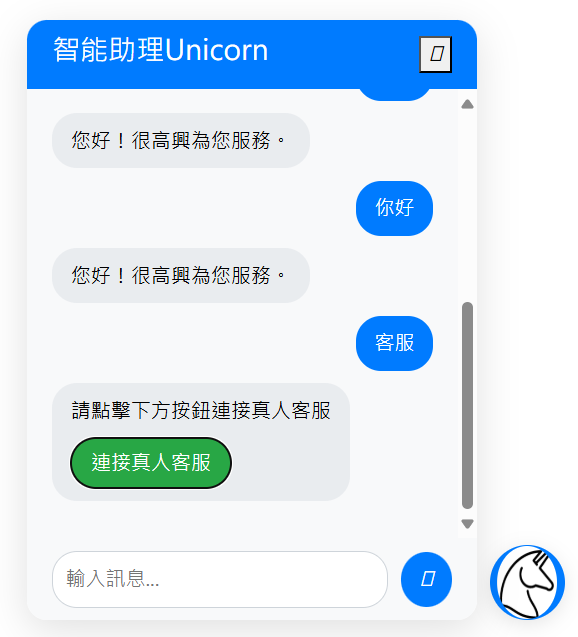 智能助理Unicorn
您好！很高興為您服務。
你好
您好！很高興為您服務。
客服
請點擊下方按鈕連接真人客服
連接真人客服
輸入訊息...